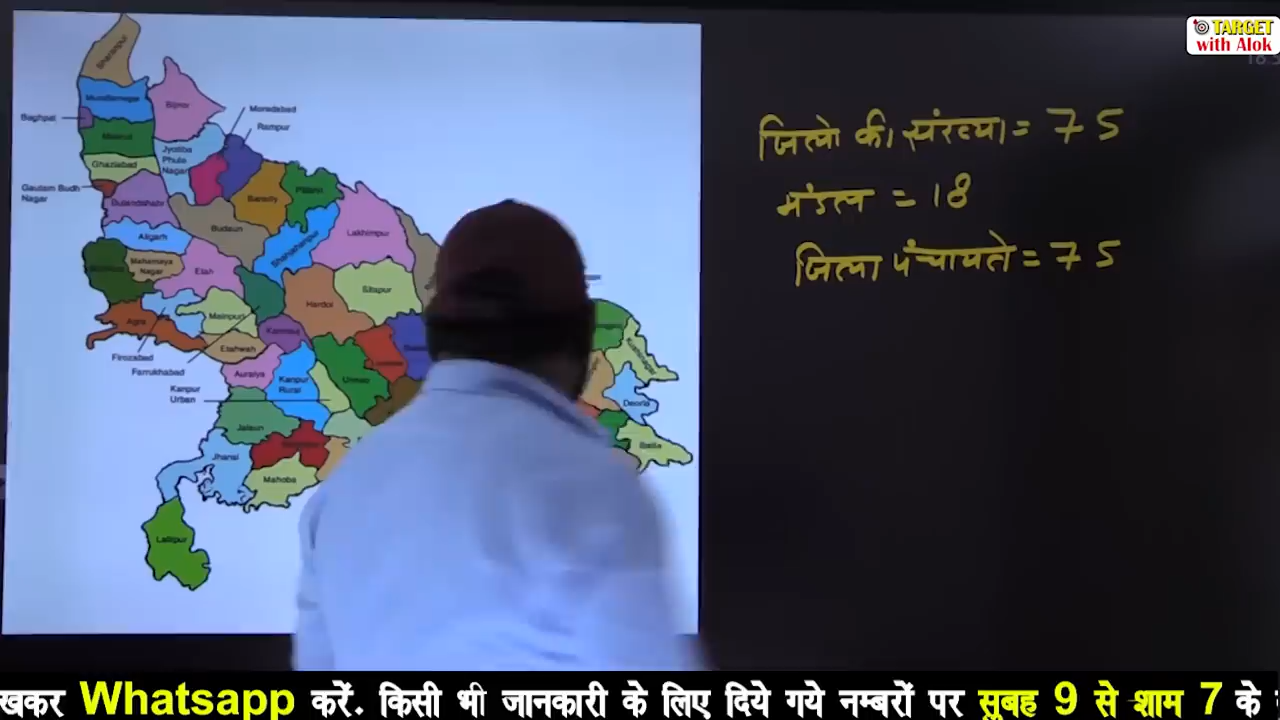 TARGET
with Alok
जिलो की संख्या = 75
मंडल = 18
जिला पंचायते = 75
Saharanpur
Muzaffarnagar
Bijnor
Moradabad
Baghpat
Rampur
Meerut
Jyotiba
Phule
Nagar
Ghaziabad
Gautam Budh
Nagar
Bulandshahr
Bareilly
Pilibhit
Budaun
Shahjahanpur
Lakhimpur
Aligarh
Mahamaya
Nagar
Etah
Sitapur
Hardoi
Mainpuri
Agra
Kannauj
Etahwah
Firozabad
Farrukhabad
Auraiya
Kanpur
Rural
Unnao
Kanpur
Urban
Deoria
Jalaun
Ballia
Jhansi
Mahoba
Lalitpur
खकर Whatsapp करें. किसी भी जानकारी के लिए दिये गये नम्बरों पर सुबह 9 से शाम 7 के